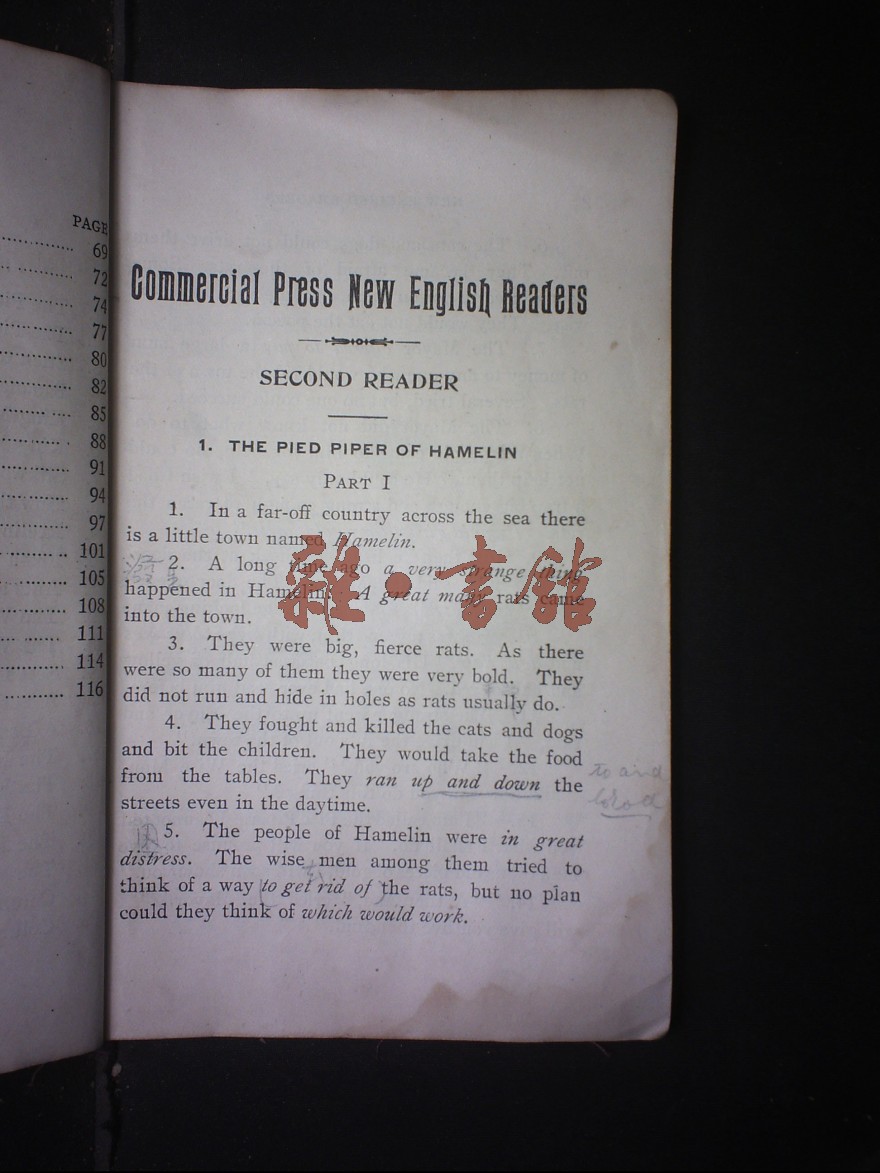 PAGE
69
72
74
77
80
82
85
88
91
94
97
101
105
108
111
114
116
Commercial Press New English Readers
SECOND READER
1. THE PIED PIPER OF HAMELIN
PART I
1. In a far-off country across the sea there
is a little town named Hamelin.
2. A long time ago a very strange thing
happened in Hamelin. A great many rats came
into the town.
3. They were big, fierce rats. As there
were so many of them they were very bold. They
did not run and hide in holes as rats usually do.
4. They fought and killed the cats and dogs
and bit the children. They would take the food
from the tables. They ran up and down the
streets even in the daytime.
5. The people of Hamelin were in great
distress. The wise men among them tried to
think of a way to get rid of the rats, but no plan
could they think of which would work.
雜·書館
to and